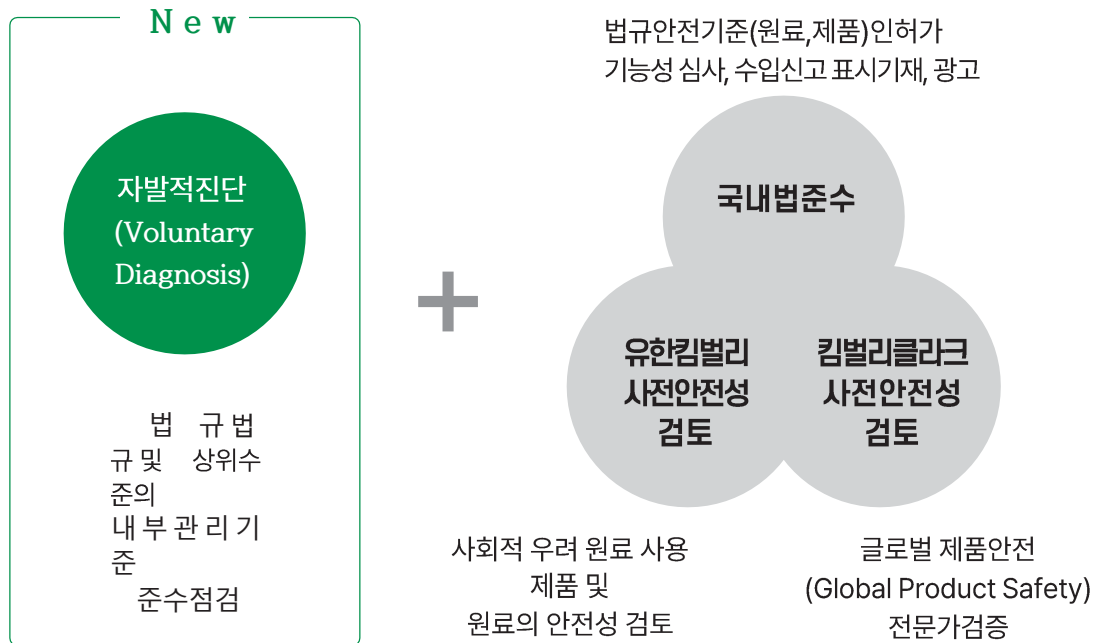 New
자발적진단
(Voluntary
Diagnosis)
법 규 법
규 및 상위수
준의
내 부 관 리 기
준
준수점검
법규안전기준(원료,제품)인허가
기능성 심사, 수입신고 표시기재, 광고
국내법준수
유한킴벌리
사전안전성
검토
킴벌리클라크
사전안전성
검토
사회적 우려 원료 사용
제품 및
원료의 안전성 검토
글로벌 제품안전
(Global Product Safety)
전문가검증